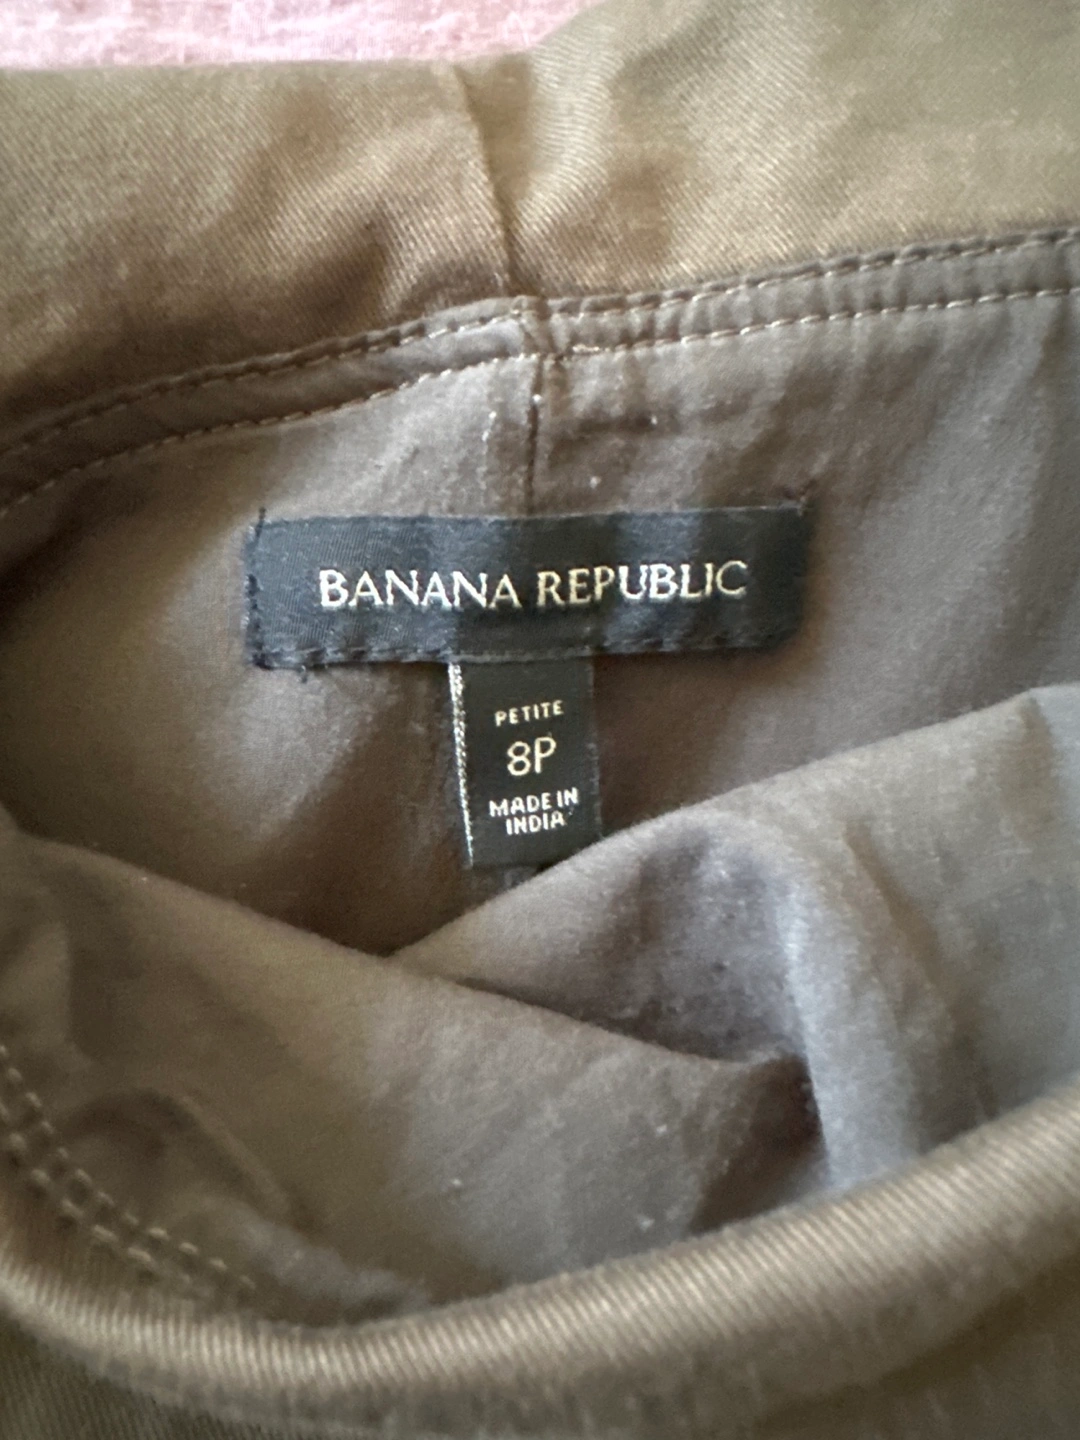 BANANA REPUBLIC
PETITE
8P
MADE IN
INDIA